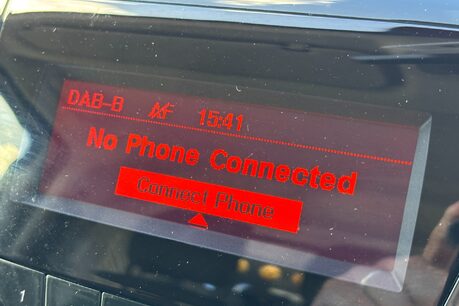 DAB-B AF 15:41
No Phone Connected
Connect Phone
1